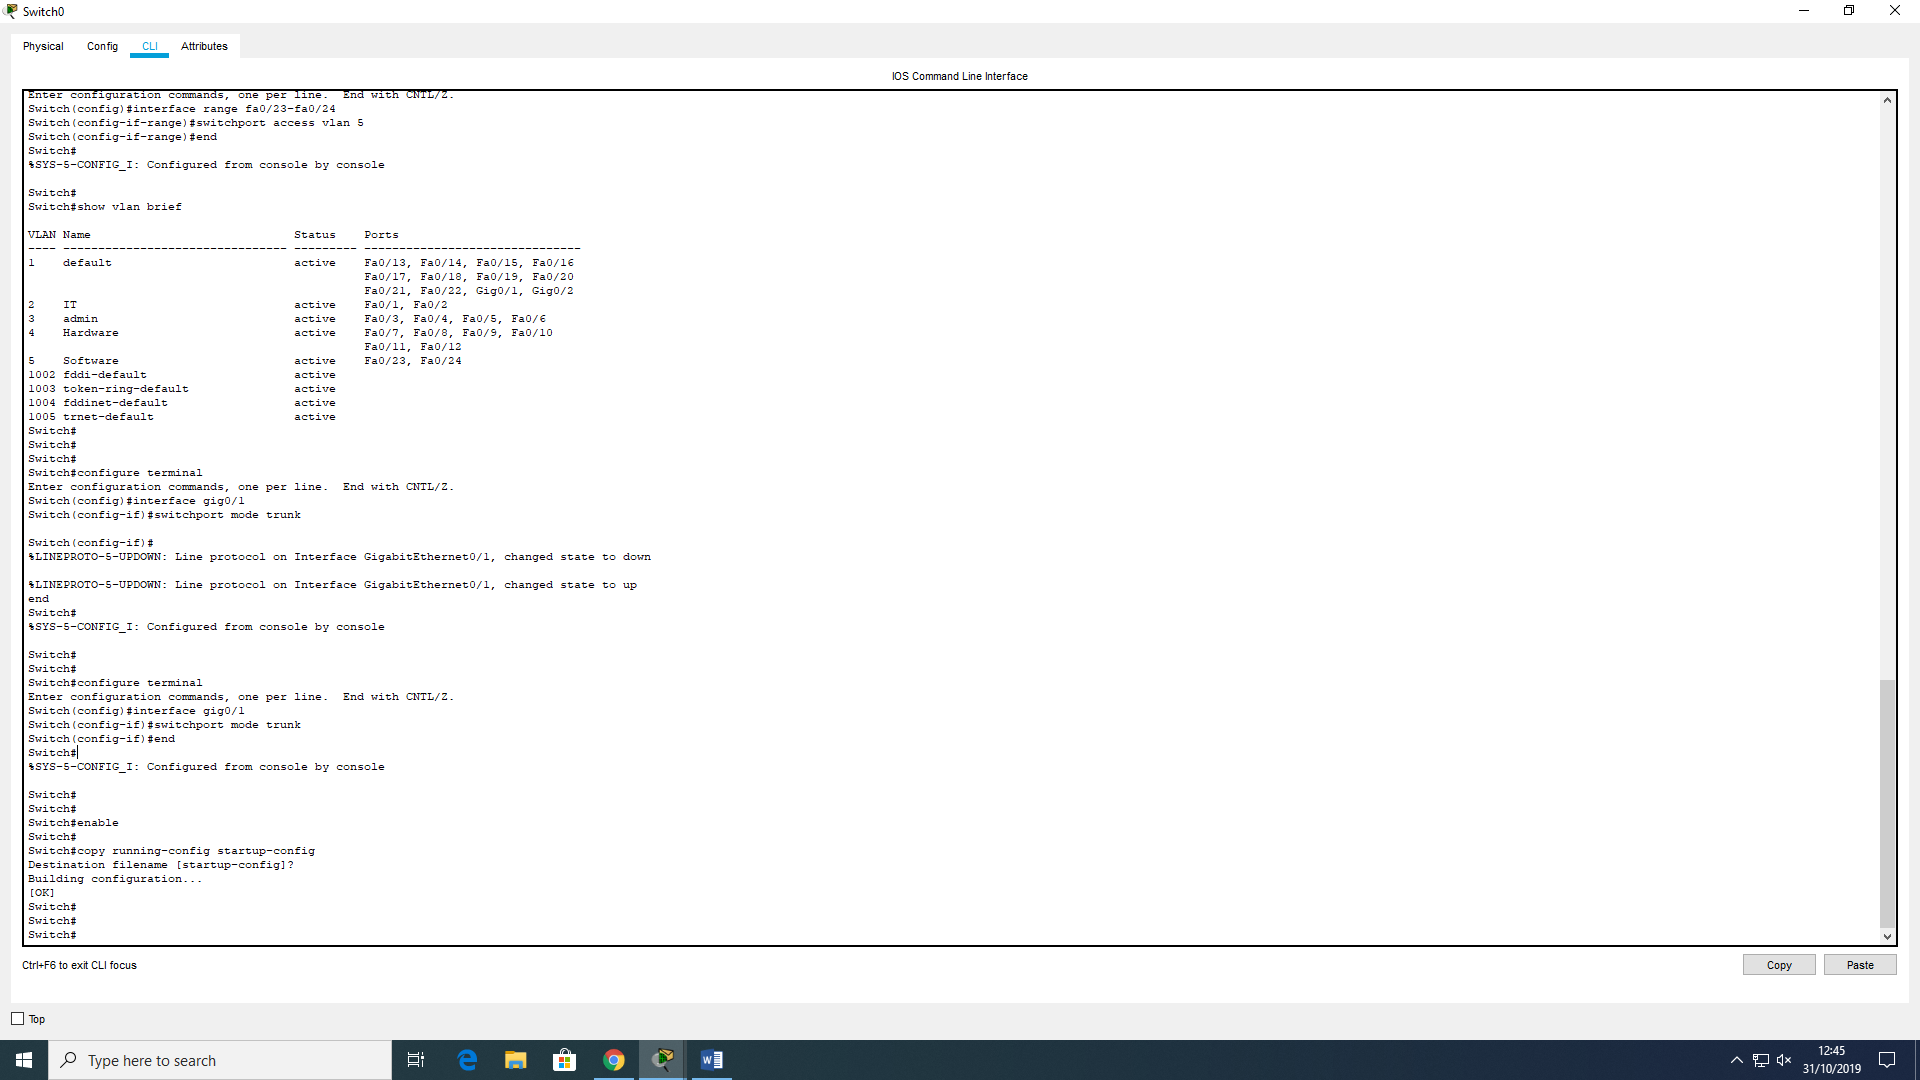 Switch0
Physical Config CLI Attributes
IOS Command Line Interface
Enter configuration commands, one per line.  End with CNTL/Z.
Switch(config)#interface range fa0/23-fa0/24
Switch(config-if-range)#switchport access vlan 5
Switch(config-if-range)#end
Switch#
%SYS-5-CONFIG_I: Configured from console by console
Switch#
Switch#show vlan brief
VLAN Name                             Status    Ports
---- -------------------------------- --------- -------------------------------
1    default                          active    Fa0/13, Fa0/14, Fa0/15, Fa0/16
                                                Fa0/17, Fa0/18, Fa0/19, Fa0/20
                                                Fa0/21, Fa0/22, Gig0/1, Gig0/2
2    IT                               active    Fa0/1, Fa0/2
3    admin                            active    Fa0/3, Fa0/4, Fa0/5, Fa0/6
4    Hardware                         active    Fa0/7, Fa0/8, Fa0/9, Fa0/10
                                                Fa0/11, Fa0/12
5    Software                         active    Fa0/23, Fa0/24
1002 fddi-default                     active
1003 token-ring-default               active
1004 fddinet-default                  active
1005 trnet-default                    active
Switch#
Switch#
Switch#
Switch#configure terminal
Enter configuration commands, one per line.  End with CNTL/Z.
Switch(config)#interface gig0/1
Switch(config-if)#switchport mode trunk
Switch(config-if)#
%LINEPROTO-5-UPDOWN: Line protocol on Interface GigabitEthernet0/1, changed state to down
%LINEPROTO-5-UPDOWN: Line protocol on Interface GigabitEthernet0/1, changed state to up
end
Switch#
%SYS-5-CONFIG_I: Configured from console by console
Switch#
Switch#
Switch#configure terminal
Enter configuration commands, one per line.  End with CNTL/Z.
Switch(config)#interface gig0/1
Switch(config-if)#switchport mode trunk
Switch(config-if)#end
Switch#
%SYS-5-CONFIG_I: Configured from console by console
Switch#
Switch#
Switch#enable
Switch#
Switch#copy running-config startup-config
Destination filename [startup-config]?
Building configuration...
[OK]
Switch#
Switch#
Switch#
Ctrl+F6 to exit CLI focus
Copy Paste
Top
Type here to search
12:45
31/10/2019